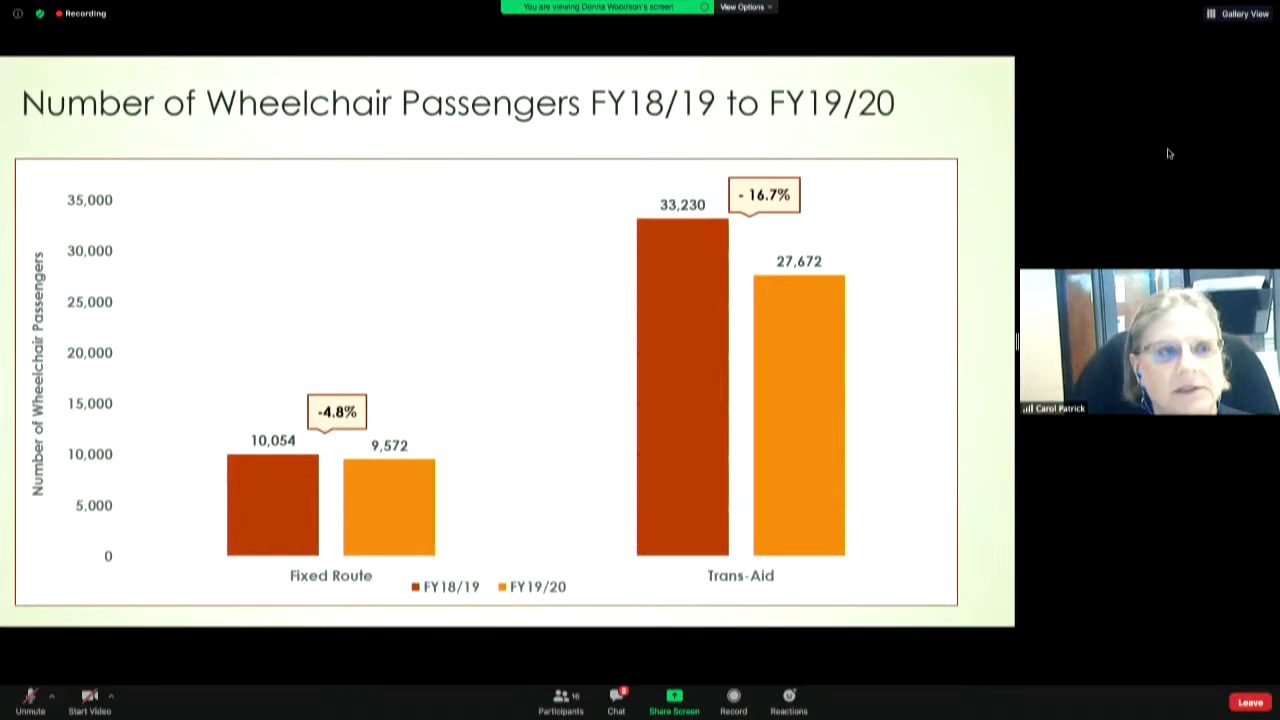 Recording
You are viewing Donna Woodson's screen
View Options
Gallery View
Number of Wheelchair Passengers FY18/19 to FY19/20
Number of Wheelchair Passengers
35,000
30,000
25,000
20,000
15,000
10,000
5,000
0
10,054
-4.8%
9,572
33,230
- 16.7%
27,672
Fixed Route
Trans-Aid
FY18/19
FY19/20
Carol Patrick
Unmute
Start Video
Participants
16
Chat
Share Screen
Record
Reactions
Leave